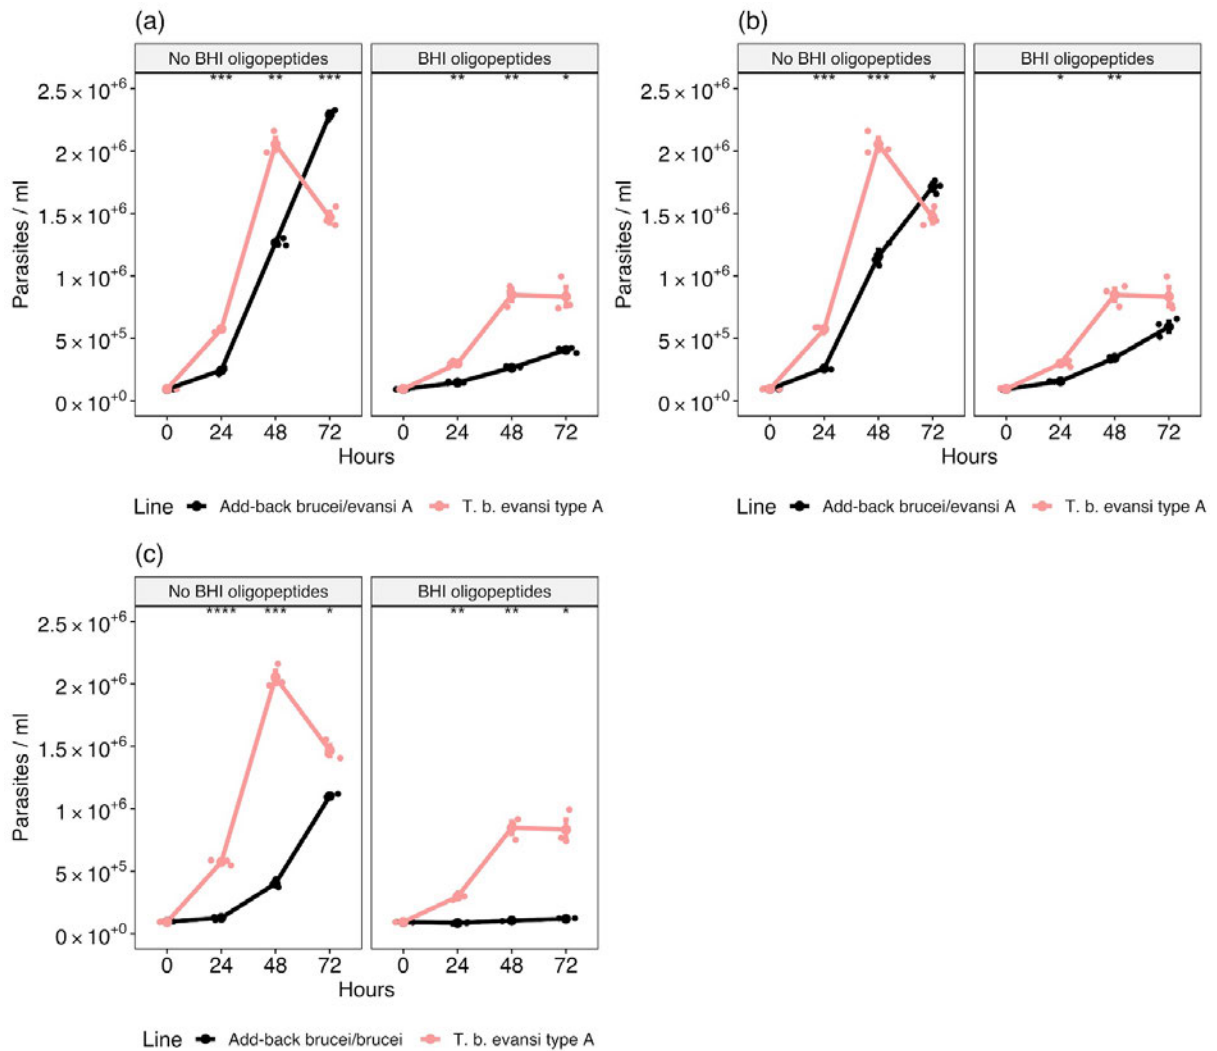 (a)
No BHI oligopeptides BHI oligopeptides
*** ** *** ** ** *
2.5 × 10⁺⁶
2 × 10⁺⁶
1.5 × 10⁺⁶
1 × 10⁺⁶
5 × 10⁺⁵
0 × 10⁺⁰
Parasites / ml
0 24 48 72 0 24 48 72
Hours
Line Add-back brucei/evansi A T. b. evansi type A
(b)
No BHI oligopeptides BHI oligopeptides
*** *** * * **
2.5 × 10⁺⁶
2 × 10⁺⁶
1.5 × 10⁺⁶
1 × 10⁺⁶
5 × 10⁺⁵
0 × 10⁺⁰
Parasites / ml
0 24 48 72 0 24 48 72
Hours
Line Add-back brucei/evansi A T. b. evansi type A
(c)
No BHI oligopeptides BHI oligopeptides
**** *** * ** ** *
2.5 × 10⁺⁶
2 × 10⁺⁶
1.5 × 10⁺⁶
1 × 10⁺⁶
5 × 10⁺⁵
0 × 10⁺⁰
Parasites / ml
0 24 48 72 0 24 48 72
Hours
Line Add-back brucei/brucei T. b. evansi type A